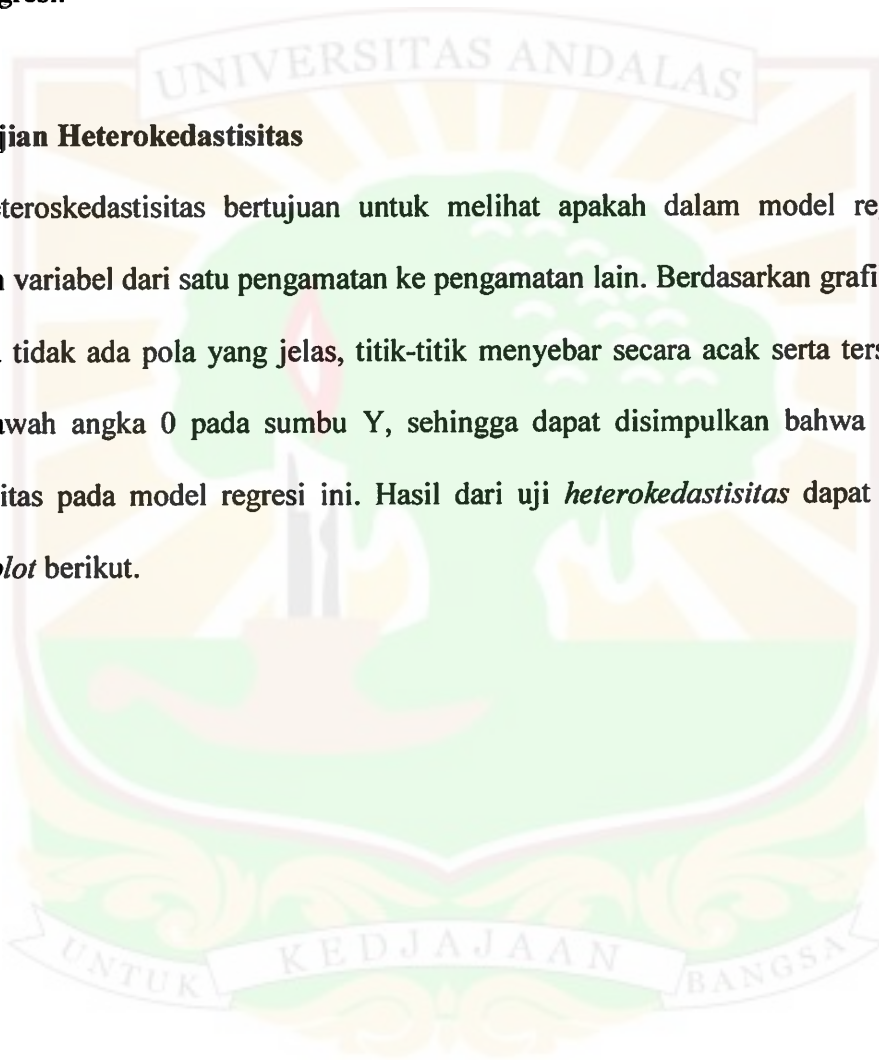 UNIVERSITAS ANDALAS
jian Heterokedastisitas
teroskedastisitas bertujuan untuk melihat apakah dalam model re
variabel dari satu pengamatan ke pengamatan lain. Berdasarkan grafi
tidak ada pola yang jelas, titik-titik menyebar secara acak serta ters
wah angka 0 pada sumbu Y, sehingga dapat disimpulkan bahwa
itas pada model regresi ini. Hasil dari uji heterokedastisitas dapat
plot berikut.
UNTUK KEDJAJAAN BANGSA